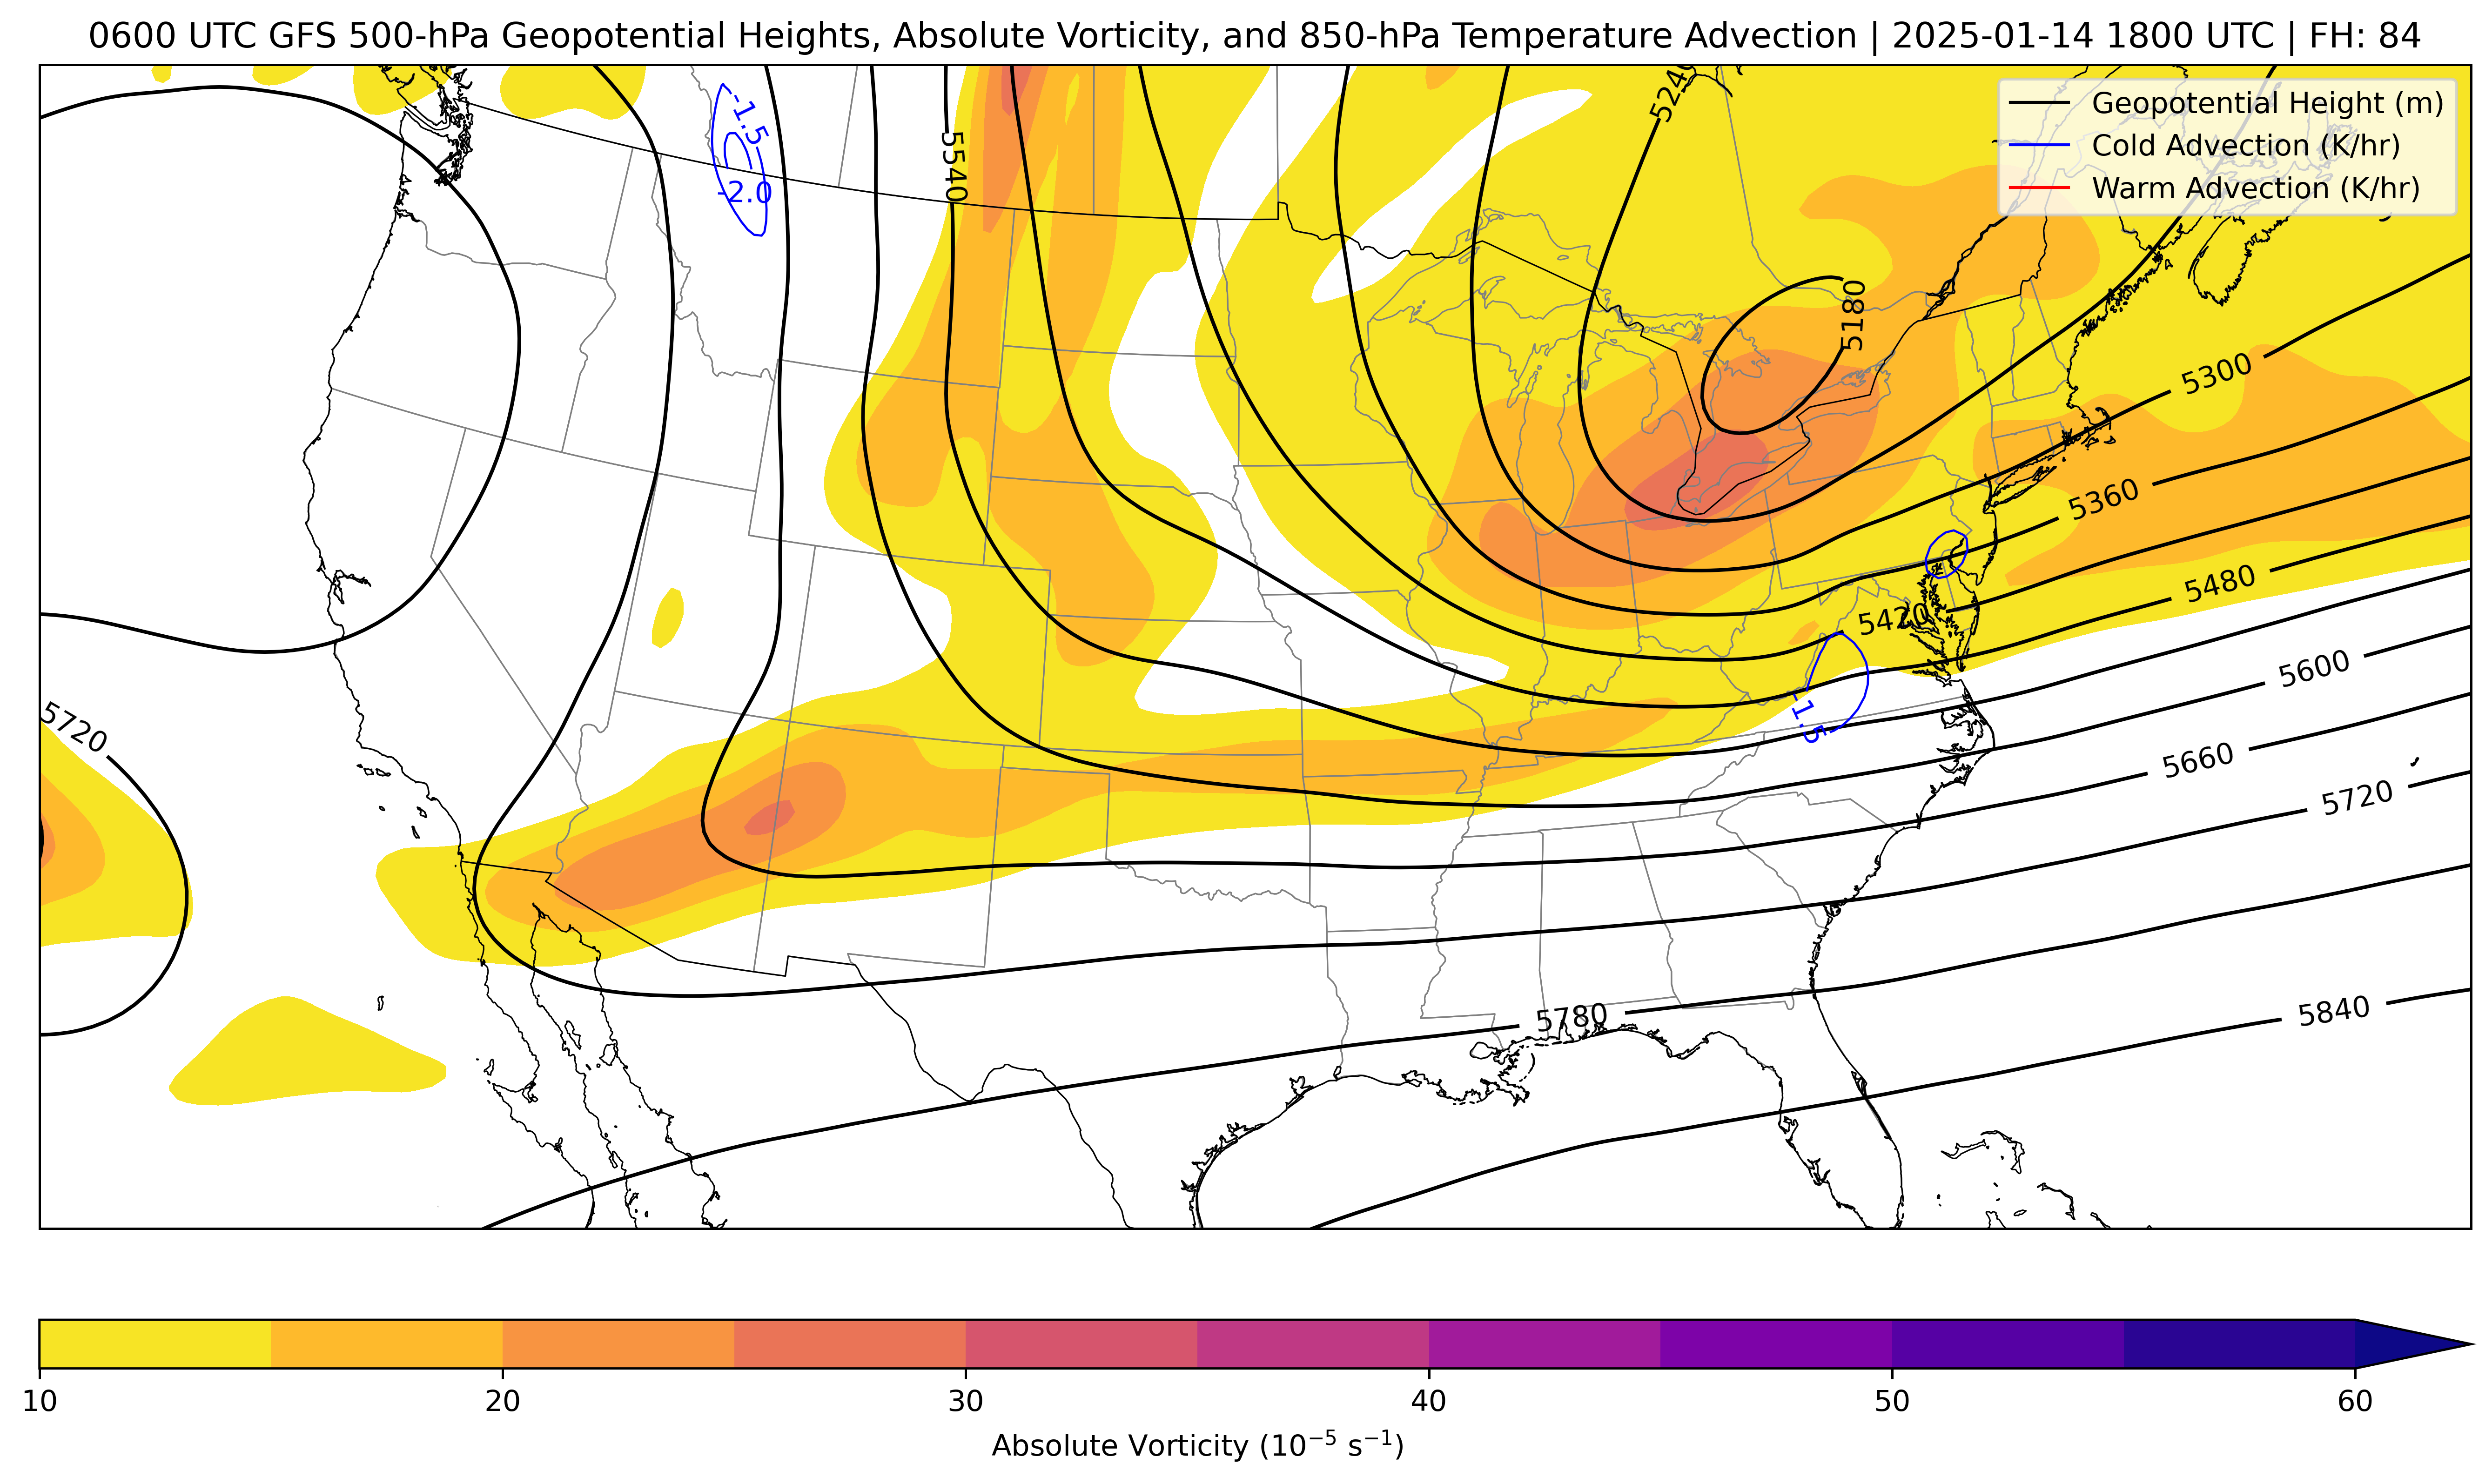 0600 UTC GFS 500-hPa Geopotential Heights, Absolute Vorticity, and 850-hPa Temperature Advection | 2025-01-14 1800 UTC | FH: 84
Geopotential Height (m)
Cold Advection (K/hr)
Warm Advection (K/hr)
-1.5
-2.0
5540
5240
5180
5300
5360
5480
5420
5600
-1.5
5720
5660
5720
5780
5840
10 20 30 40 50 60
Absolute Vorticity (10⁻⁵ s⁻¹)